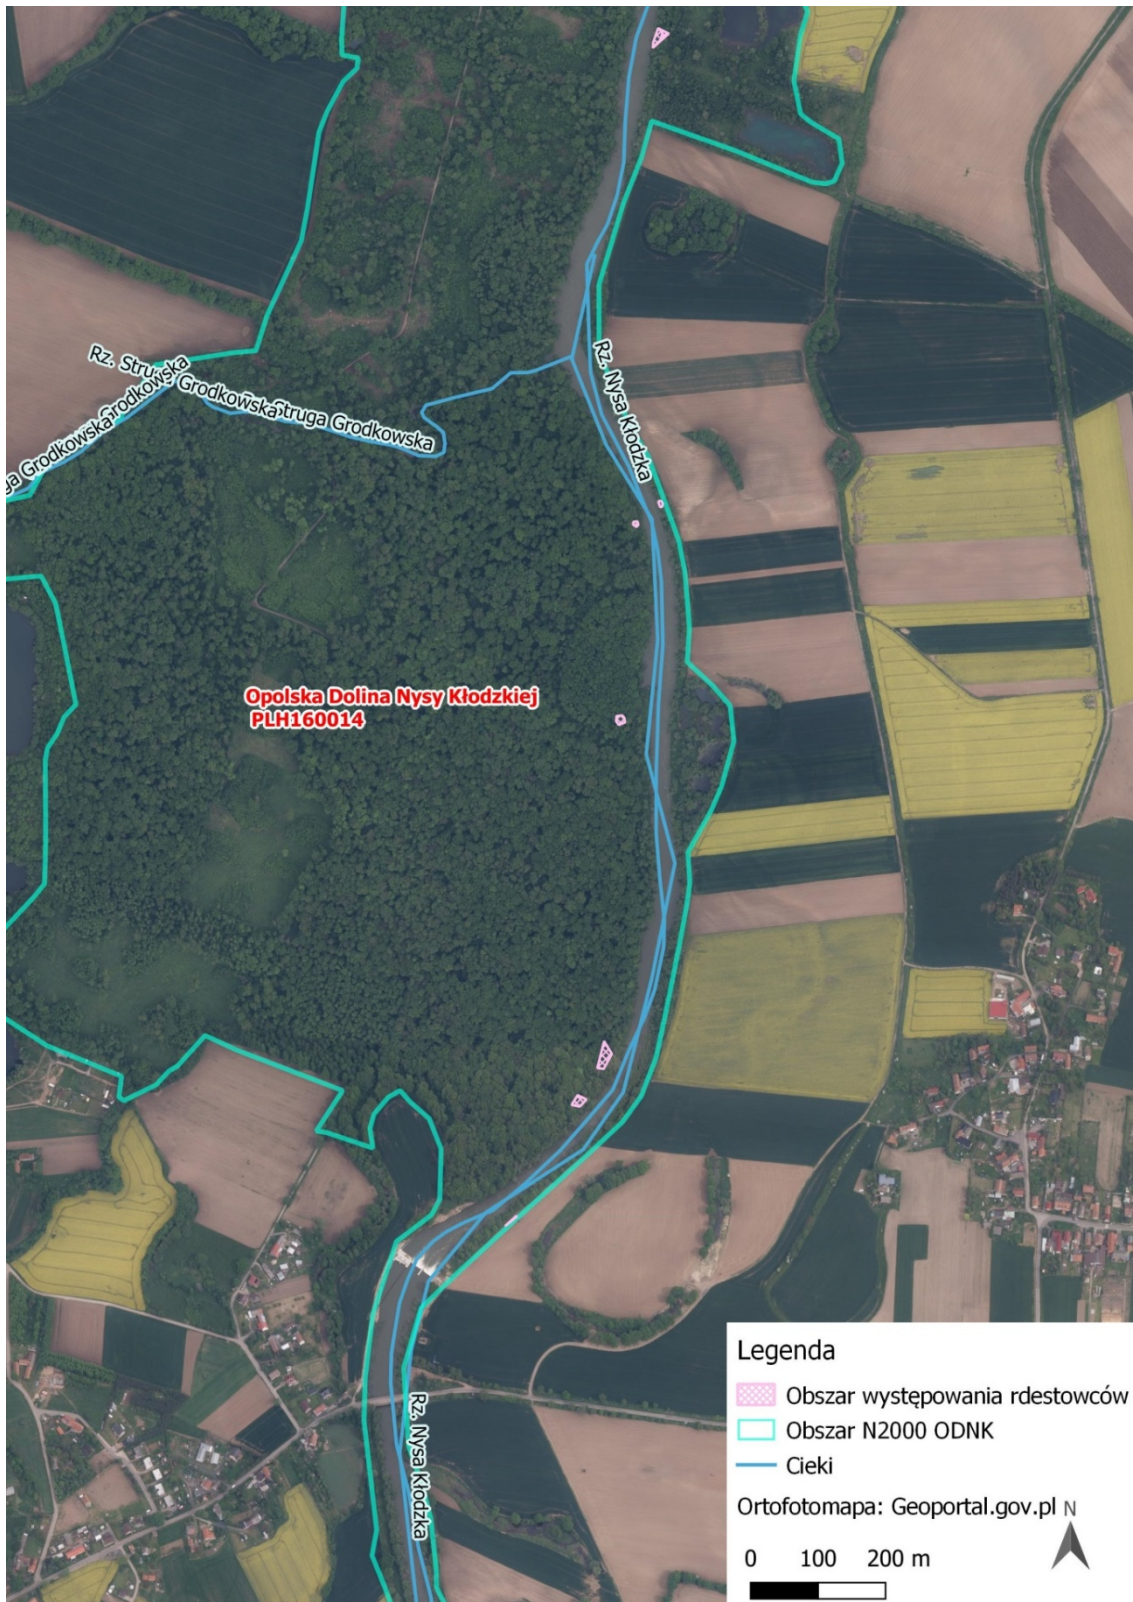 Rz. Stru
Grodkowska
ga Grodkowska
Grodkowska
Struga Grodkowska
Rz. Nysa Kłodzka
Opolska Dolina Nysy Kłodzkiej
PLH160014
Rz. Nysa Kłodzka
Legenda
Obszar występowania rdestowców
Obszar N2000 ODNK
Cieki
Ortofotomapa: Geoportal.gov.pl N
0 100 200 m